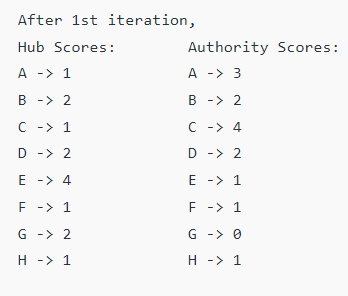 After 1st iteration,
Hub Scores: Authority Scores:
A -> 1 A -> 3
B -> 2 B -> 2
C -> 1 C -> 4
D -> 2 D -> 2
E -> 4 E -> 1
F -> 1 F -> 1
G -> 2 G -> 0
H -> 1 H -> 1